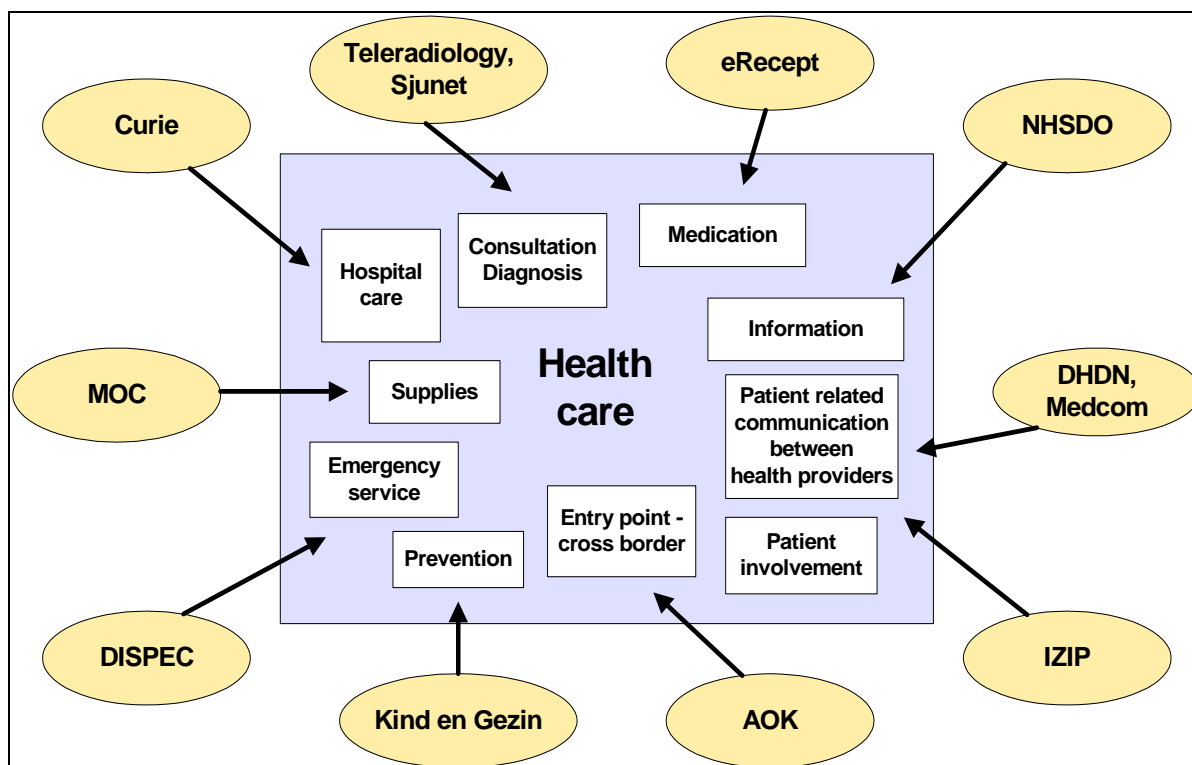 Teleradiology,
Sjunet
eRecept
Curie
NHSDO
Medication
Consultation
Diagnosis
Hospital
care
Information
Health
care
MOC
Supplies
DHDN,
Medcom
Patient related
communication
between
health providers
Emergency
service
Entry point -
cross border
Prevention
Patient
involvement
DISPEC
IZIP
Kind en Gezin
AOK